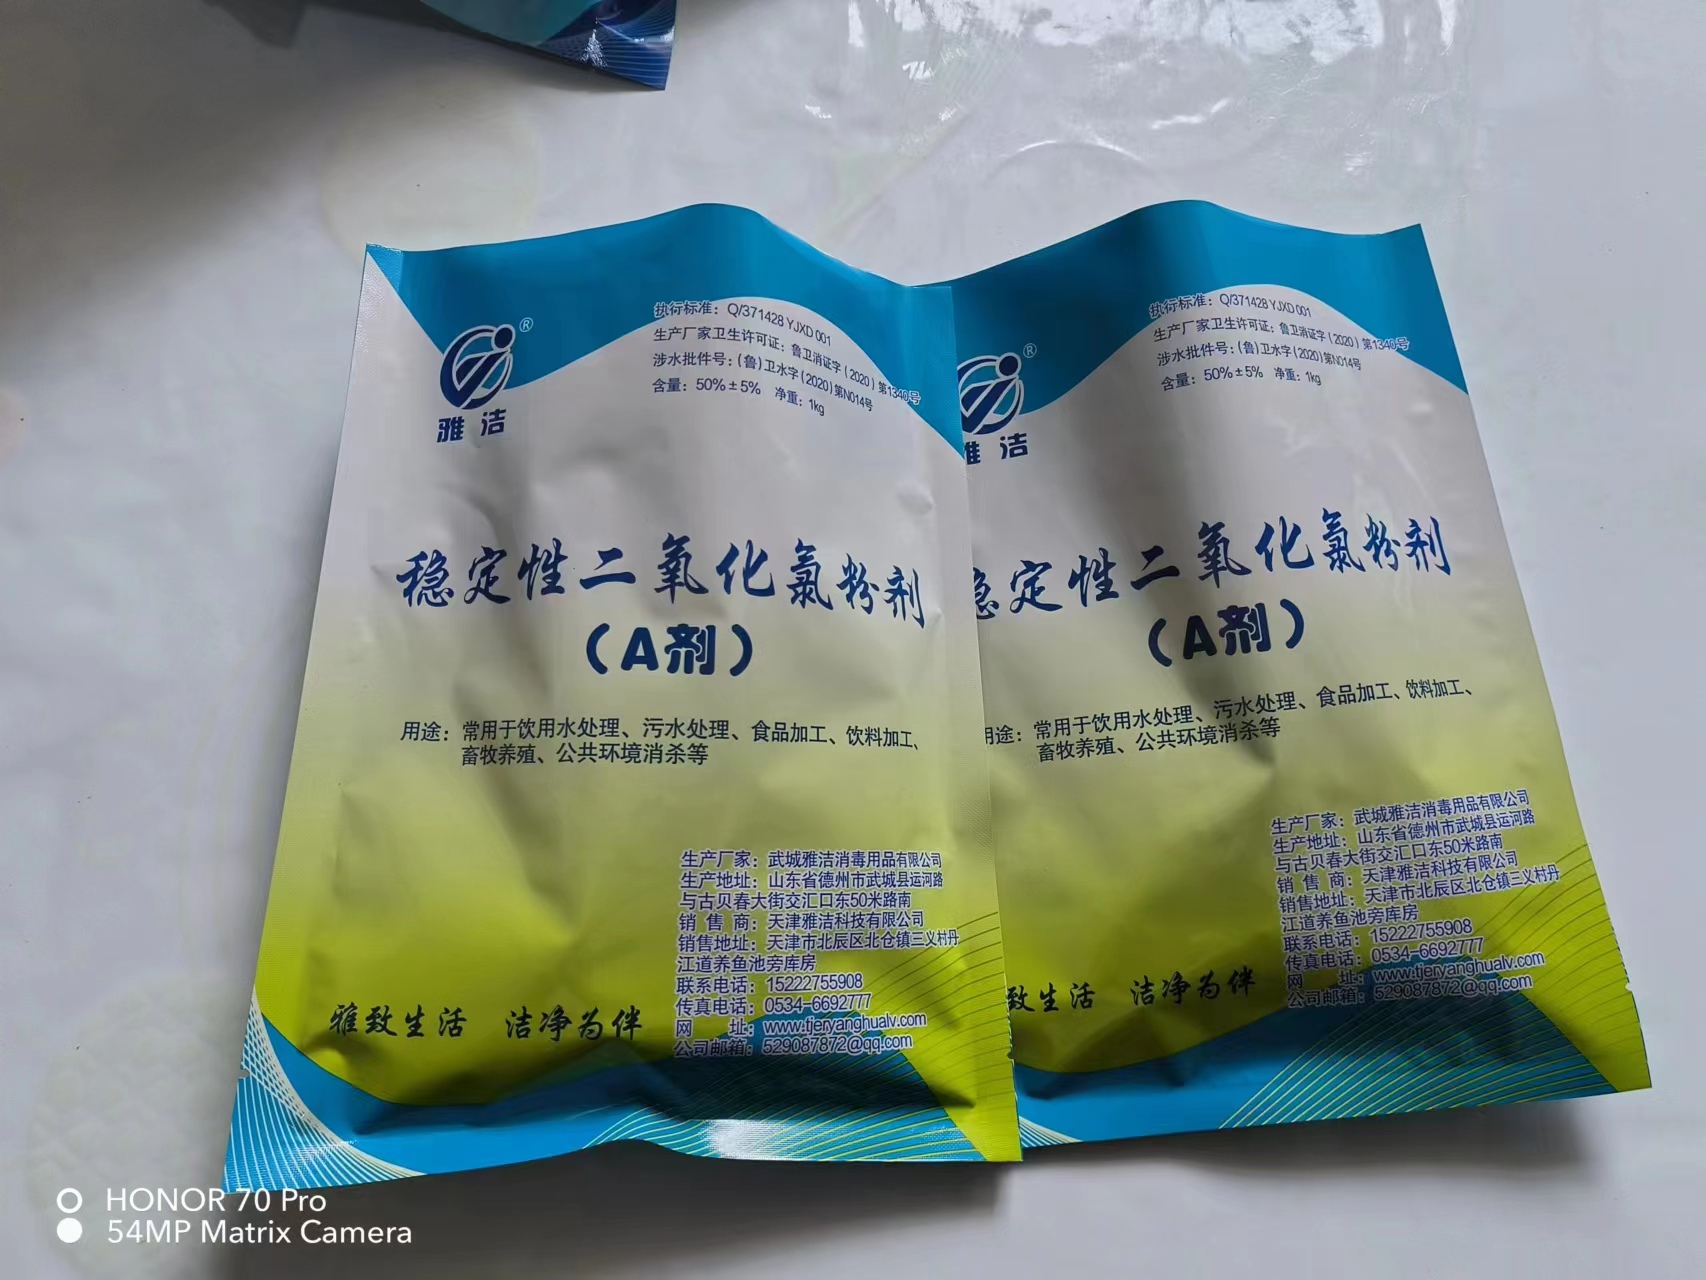 雅洁®
执行标准：Q/371428 YJXD 001
生产厂家卫生许可证：鲁卫消证字（2020）第1340号
涉水批件号：(鲁)卫水字(2020)第N014号
含量：50%±5% 净重：1kg
稳定性二氧化氯粉剂
（A剂）
用途：常用于饮用水处理、污水处理、食品加工、饮料加工、
畜牧养殖、公共环境消杀等
生产厂家：武城雅洁消毒用品有限公司
生产地址：山东省德州市武城县运河路
与古贝春大街交汇口东50米路南
销 售 商：天津雅洁科技有限公司
销售地址：天津市北辰区北仓镇三义村丹
江道养鱼池旁库房
联系电话：15222755908
传真电话：0534-6692777
网 址：www.tjeryanghualv.com
公司邮箱：529087872@qq.com
雅致生活 洁净为伴
洁®
执行标准：Q/371428 YJXD 001
生产厂家卫生许可证：鲁卫消证字（2020）第1340号
涉水批件号：(鲁)卫水字(2020)第N014号
含量：50%±5% 净重：1kg
定性二氧化氯粉剂
（A剂）
途：常用于饮用水处理、污水处理、食品加工、饮料加工、
畜牧养殖、公共环境消杀等
生产厂家：武城雅洁消毒用品有限公司
生产地址：山东省德州市武城县运河路
与古贝春大街交汇口东50米路南
销 售 商：天津雅洁科技有限公司
销售地址：天津市北辰区北仓镇三义村丹
江道养鱼池旁库房
联系电话：15222755908
传真电话：0534-6692777
网 址：www.tjeryanghualv.com
公司邮箱：529087872@qq.com
致生活 洁净为伴
HONOR 70 Pro
54MP Matrix Camera